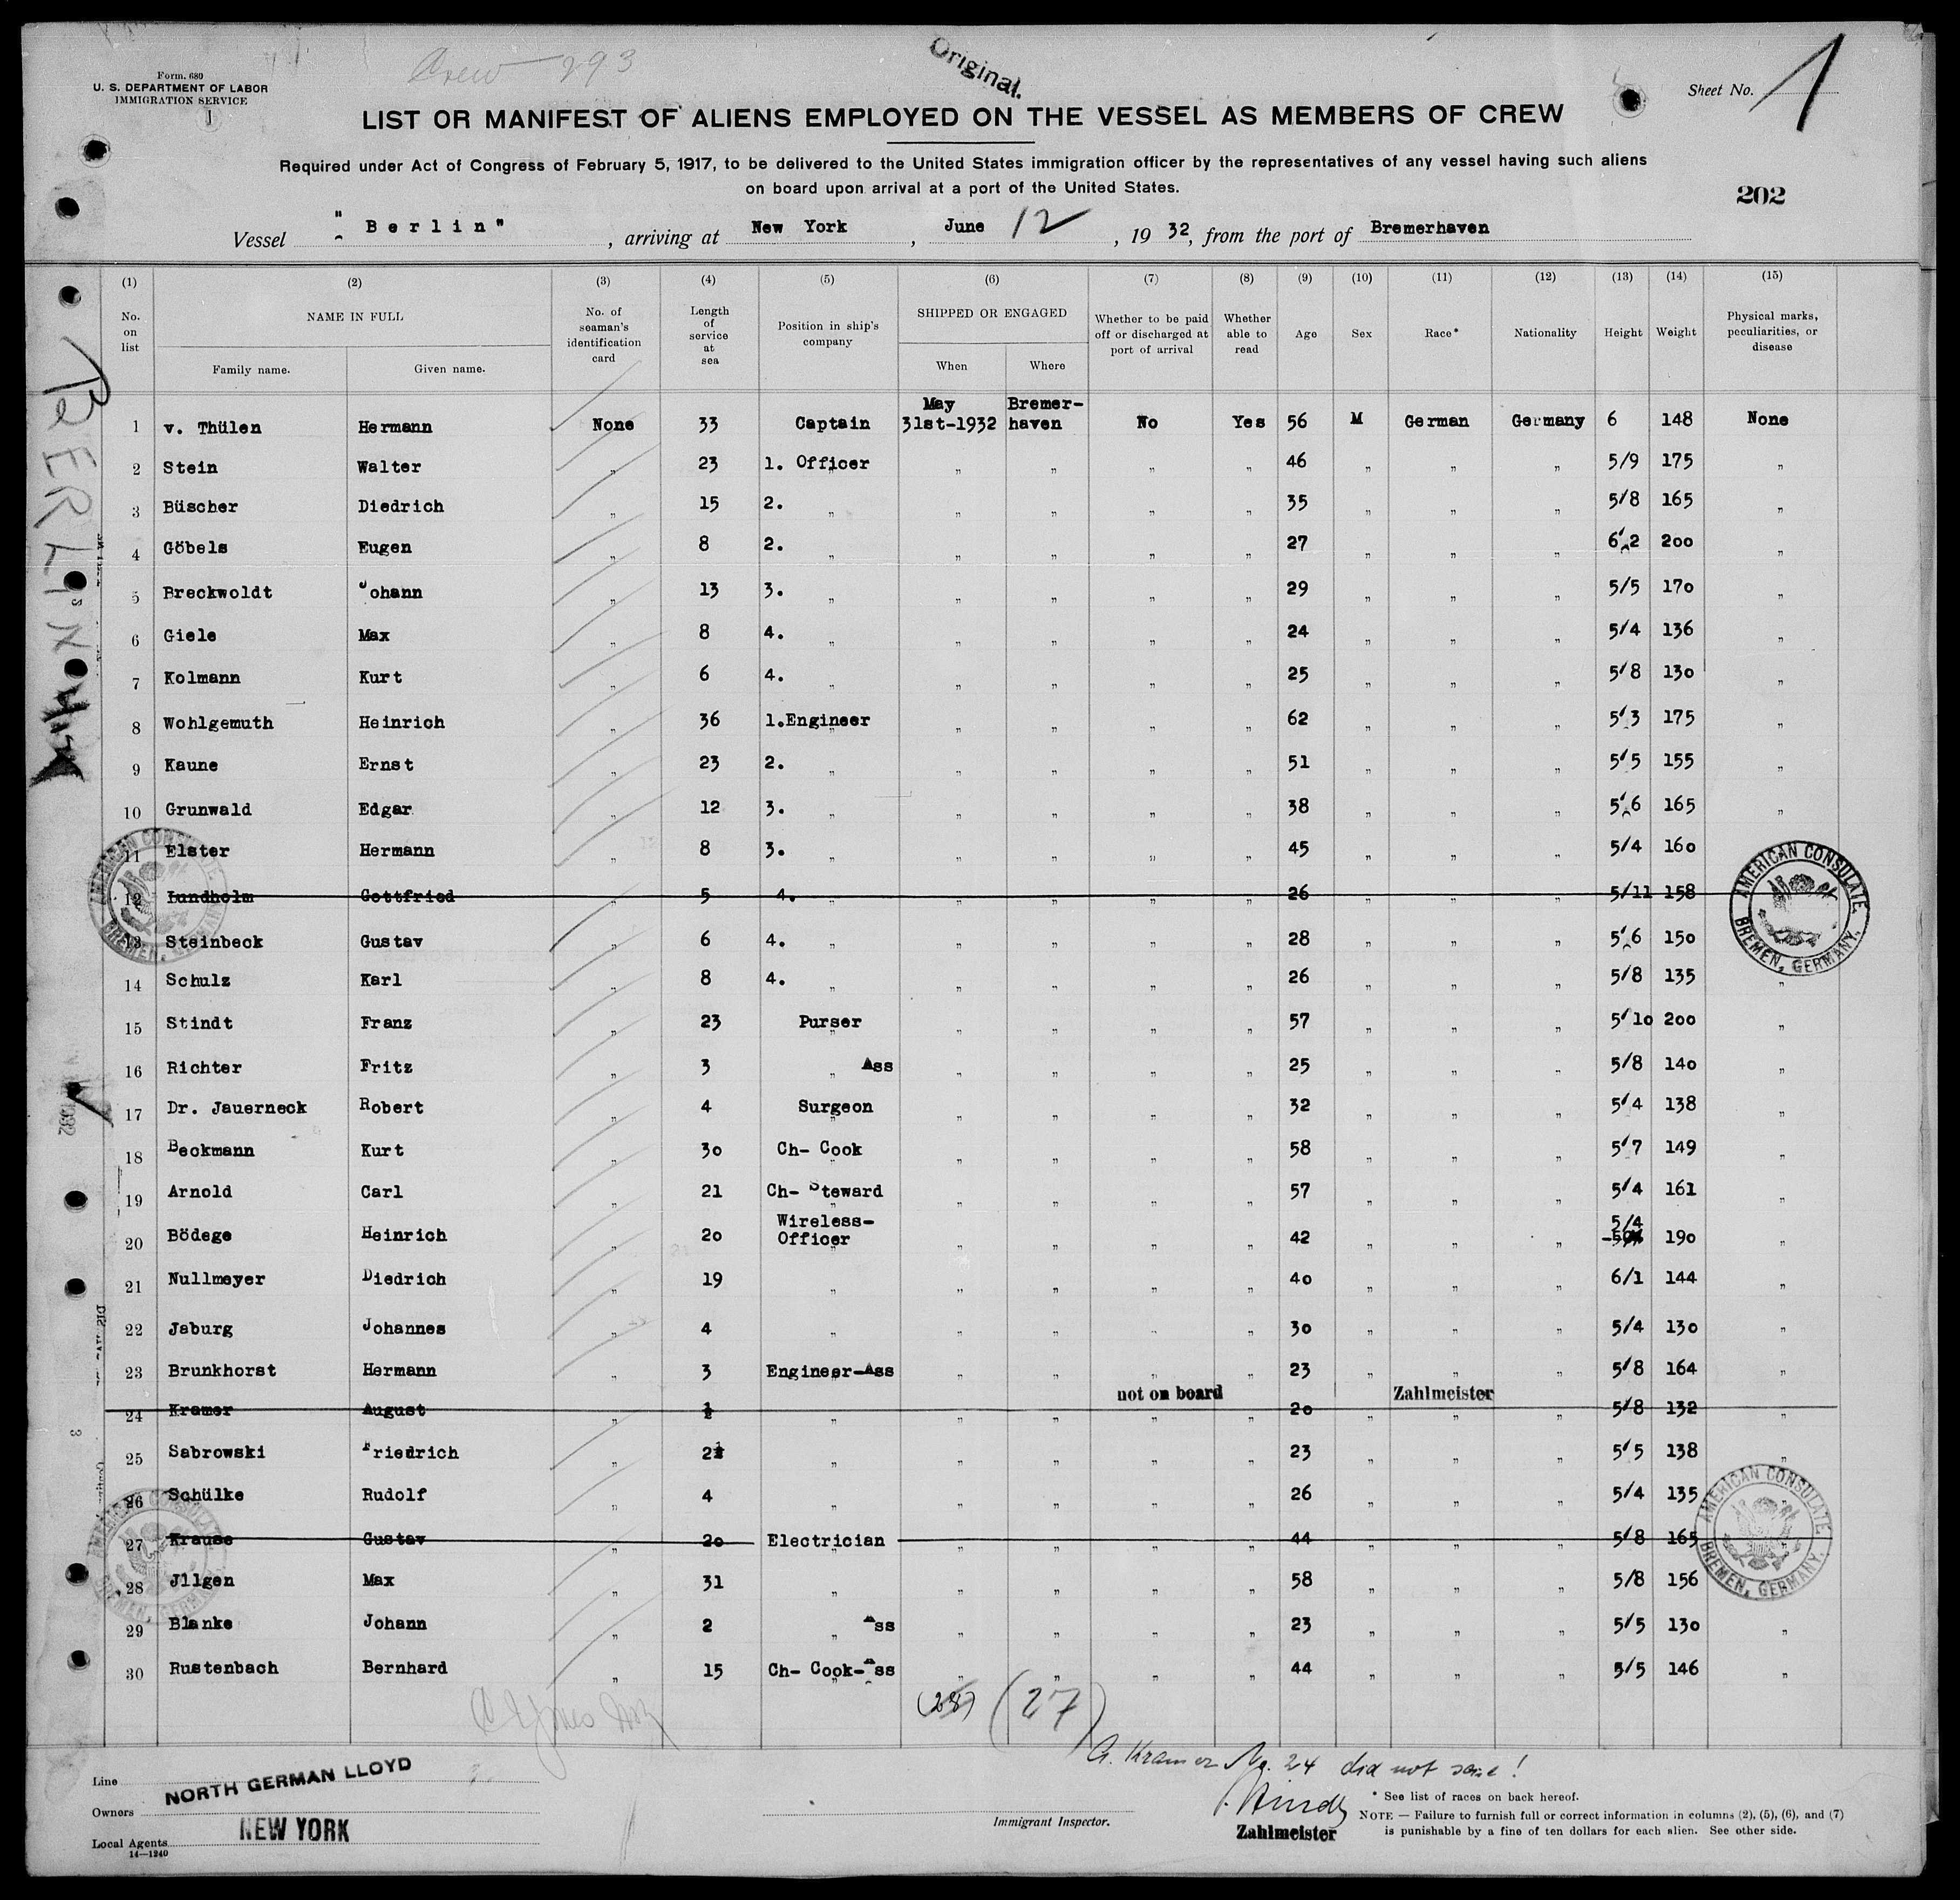 Crew 293
Original.
Form. 680
U. S. DEPARTMENT OF LABOR
IMMIGRATION SERVICE
Sheet No. 1
LIST OR MANIFEST OF ALIENS EMPLOYED ON THE VESSEL AS MEMBERS OF CREW
Required under Act of Congress of February 5, 1917, to be delivered to the United States immigration officer by the representatives of any vessel having such aliens
on board upon arrival at a port of the United States.
202
Vessel "Berlin", arriving at New York, June 12, 1932, from the port of Bremerhaven
(1) (2) (3) (4) (5) (6) (7) (8) (9) (10) (11) (12) (13) (14) (15)
No. on list NAME IN FULL No. of seaman's identification card Length of service at sea Position in ship's company SHIPPED OR ENGAGED Whether to be paid off or discharged at port of arrival Whether able to read Age Sex Race* Nationality Height Weight Physical marks, peculiarities, or disease
Family name. Given name. When Where
1 v. Thülen Hermann None 33 Captain May 31st-1932 Bremer-haven No Yes 56 M German Germany 6 148 None
2 Stein Walter " 23 1. Officer " " " " 46 " " " 5/9 175 "
3 Büscher Diedrich " 15 2. " " " " " 35 " " " 5/8 165 "
4 Göbels Eugen " 8 2. " " " " " 27 " " " 6/2 200 "
5 Breckwoldt Johann " 13 3. " " " " " 29 " " " 5/5 170 "
6 Giele Max " 8 4. " " " " " 24 " " " 5/4 136 "
7 Kolmann Kurt " 6 4. " " " " " 25 " " " 5/8 130 "
8 Wohlgemuth Heinrich " 36 1.Engineer " " " " 62 " " " 5/3 175 "
9 Kaune Ernst " 23 2. " " " " " 51 " " " 5/5 155 "
10 Grunwald Edgar " 12 3. " " " " " 38 " " " 5/6 165 "
11 Elster Hermann " 8 3. " " " " " 45 " " " 5/4 160 "
12 Lundholm Gottfried " 5 4. " " " " " 26 " " " 5/11 158
13 Steinbeck Gustav " 6 4. " " " " " 28 " " " 5/6 150
14 Schulz Karl " 8 4. " " " " " 26 " " " 5/8 135 "
15 Stindt Franz " 23 Purser " " " " 57 " " " 5/10 200 "
16 Richter Fritz " 3 " Ass " " " " 25 " " " 5/8 140 "
17 Dr. Jauerneck Robert " 4 Surgeon " " " " 32 " " " 5/4 138 "
18 Beckmann Kurt " 30 Ch- Cook " " " " 58 " " " 5/7 149 "
19 Arnold Carl " 21 Ch- Steward " " " " 57 " " " 5/4 161 "
20 Bödege Heinrich " 20 Wireless-Officer " " " " 42 " " " 5/4 190 "
21 Nullmeyer Diedrich " 19 " " " " " 40 " " " 6/1 144 "
22 Jaburg Johannes " 4 " " " " " 30 " " " 5/4 130 "
23 Brunkhorst Hermann " 3 Engineer-Ass " " " " 23 " " " 5/8 164 "
not on board Zahlmeister
24 Kramer August " ½ " " " " " 20 " " " 5/8 132 "
25 Sabrowski Friedrich " 2½ " " " " " 23 " " " 5/5 138 "
26 Schülke Rudolf " 4 " " " " " 26 " " " 5/4 135
27 Krause Gustav " 20 Electrician " " " " 44 " " " 5/8 165
28 Jllgen Max " 31 " " " " " 58 " " " 5/8 156
29 Blanke Johann " 2 " Ass " " " " 23 " " " 5/5 130 "
30 Rustenbach Bernhard " 15 Ch- Cook-Ass " " " " 44 " " " 5/5 146 "
(28) (27)
AMERICAN CONSULATE BREMEN, GERMANY.
AMERICAN CONSULATE BREMEN, GERMANY.
AMERICAN CONSULATE BREMEN, GERMANY.
AMERICAN CONSULATE BREMEN, GERMANY.
BERLIN
A. Kramer No. 24 did not sail!
Line NORTH GERMAN LLOYD
Owners
Local Agents NEW YORK
14—1240
Immigrant Inspector.
Zahlmeister
* See list of races on back hereof.
NOTE — Failure to furnish full or correct information in columns (2), (5), (6), and (7)
is punishable by a fine of ten dollars for each alien. See other side.